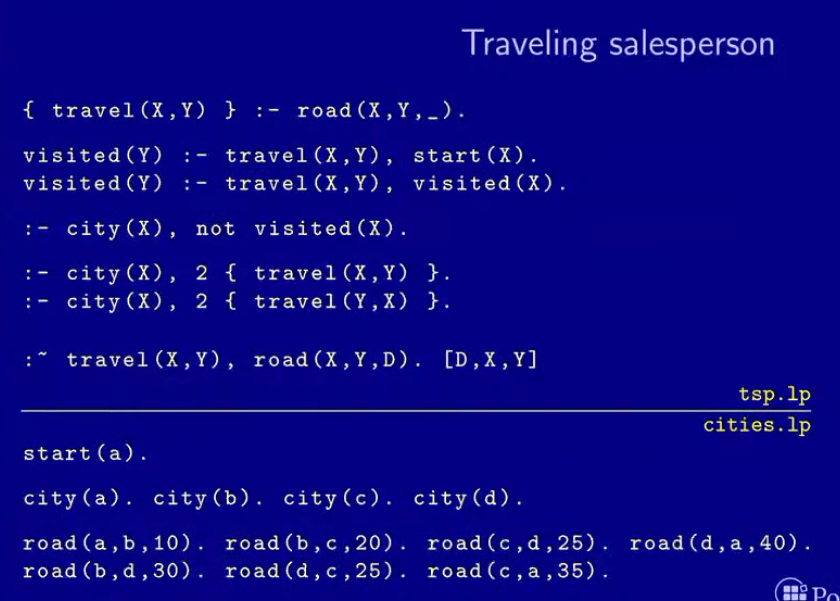 Traveling salesperson
{ travel(X,Y) } :- road(X,Y,_).
visited(Y) :- travel(X,Y), start(X).
visited(Y) :- travel(X,Y), visited(X).
:- city(X), not visited(X).
:- city(X), 2 { travel(X,Y) }.
:- city(X), 2 { travel(Y,X) }.
:~ travel(X,Y), road(X,Y,D). [D,X,Y]
tsp.lp
cities.lp
start(a).
city(a). city(b). city(c). city(d).
road(a,b,10). road(b,c,20). road(c,d,25). road(d,a,40).
road(b,d,30). road(d,c,25). road(c,a,35).